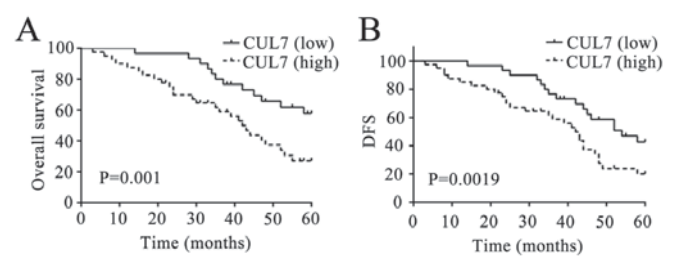 A
CUL7 (low)
CUL7 (high)
Overall survival
100
80
60
40
20
0
P=0.001
0 10 20 30 40 50 60
Time (months)
B
CUL7 (low)
CUL7 (high)
DFS
100
80
60
40
20
0
P=0.0019
0 10 20 30 40 50 60
Time (months)